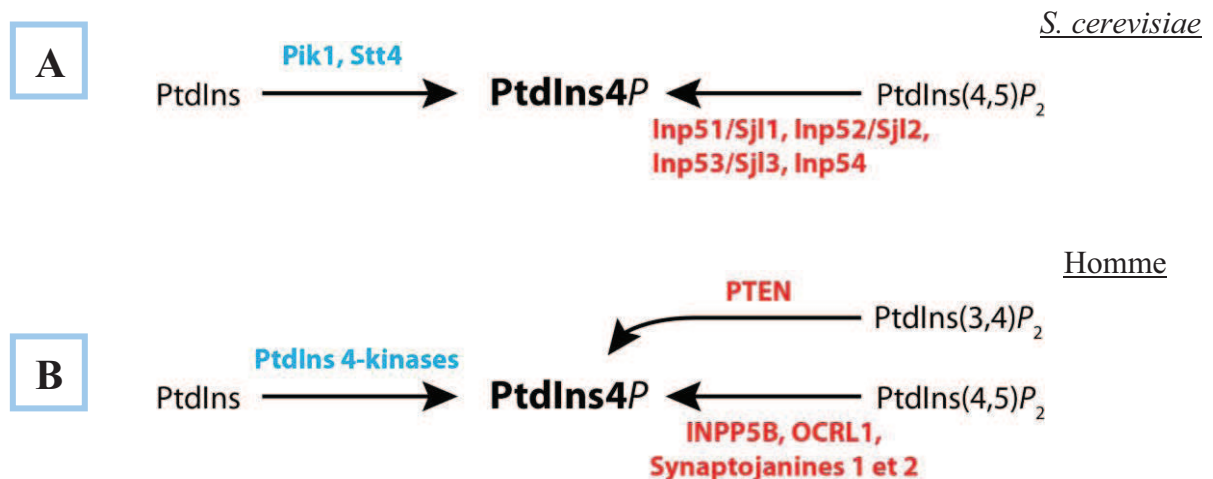 S. cerevisiae
A
Pik1, Stt4
PtdIns
PtdIns4P
PtdIns(4,5)P2
Inp51/Sjl1, Inp52/Sjl2,
Inp53/Sjl3, Inp54
Homme
PTEN
PtdIns(3,4)P2
B
PtdIns 4-kinases
PtdIns
PtdIns4P
PtdIns(4,5)P2
INPP5B, OCRL1,
Synaptojanines 1 et 2